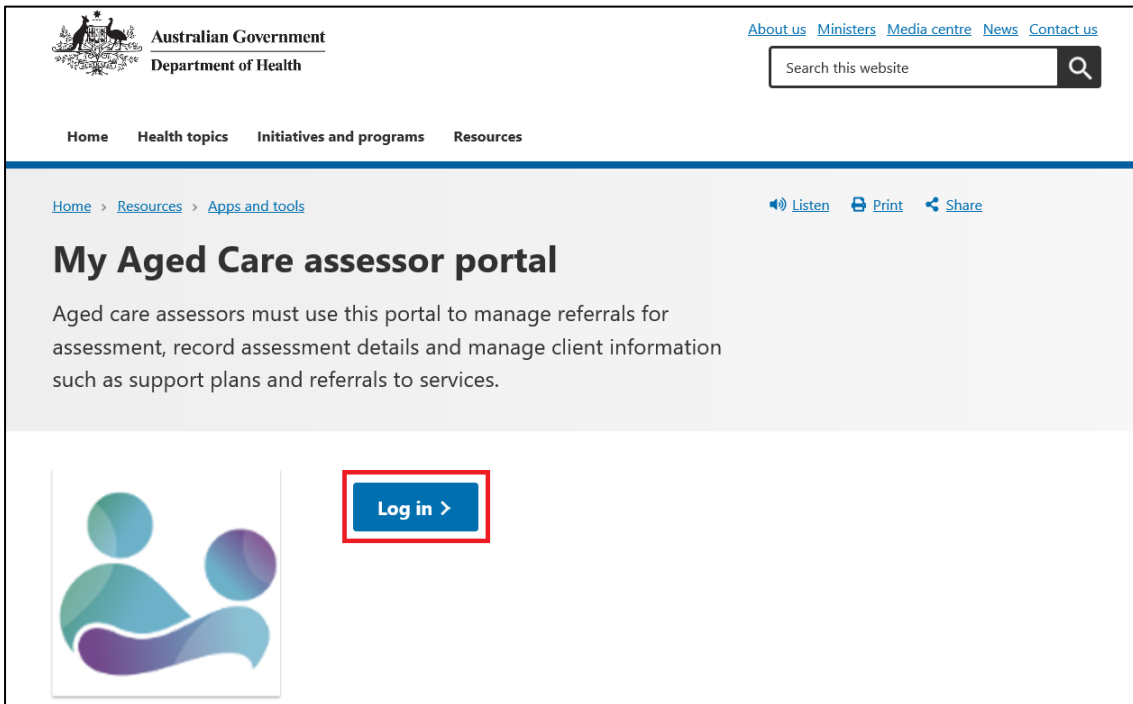 Australian Government
Department of Health
About us Ministers Media centre News Contact us
Search this website
Home Health topics Initiatives and programs Resources
Home > Resources > Apps and tools
Listen Print Share
My Aged Care assessor portal
Aged care assessors must use this portal to manage referrals for
assessment, record assessment details and manage client information
such as support plans and referrals to services.
Log in >